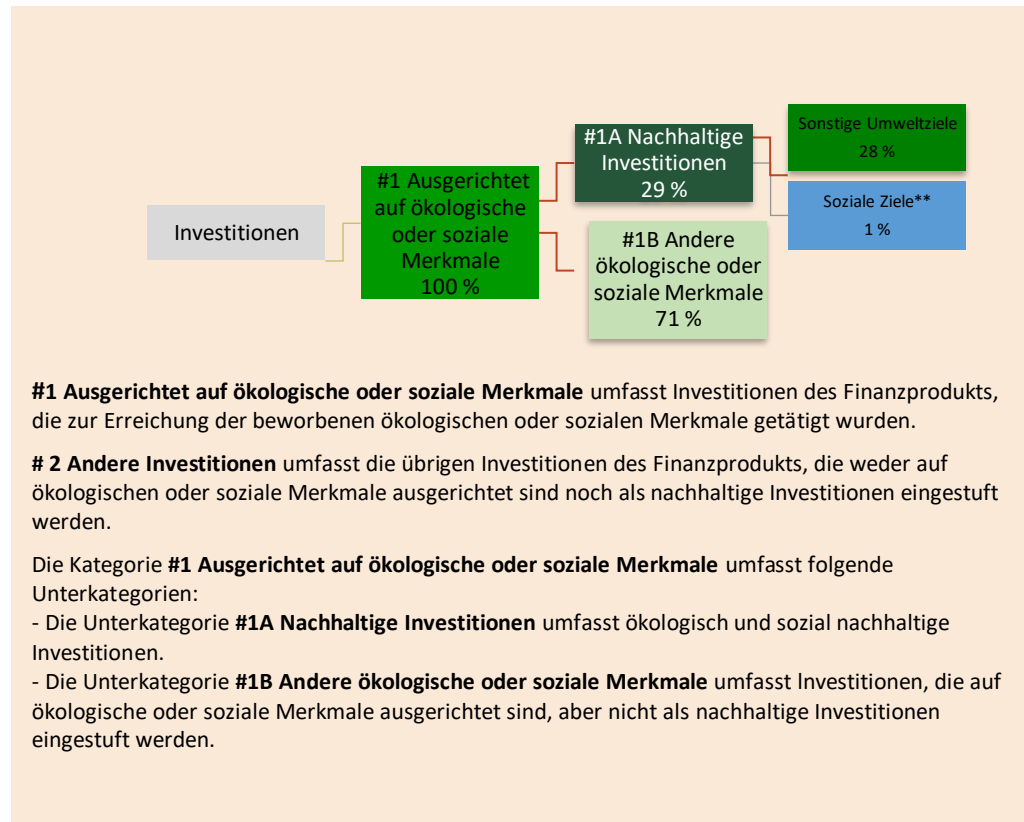 Investitionen
#1 Ausgerichtet
auf ökologische
oder soziale
Merkmale
100 %
#1A Nachhaltige
Investitionen
29 %
#1B Andere
ökologische oder
soziale Merkmale
71 %
Sonstige Umweltziele
28 %
Soziale Ziele**
1 %
#1 Ausgerichtet auf ökologische oder soziale Merkmale umfasst Investitionen des Finanzprodukts,
die zur Erreichung der beworbenen ökologischen oder sozialen Merkmale getätigt wurden.
# 2 Andere Investitionen umfasst die übrigen Investitionen des Finanzprodukts, die weder auf
ökologischen oder soziale Merkmale ausgerichtet sind noch als nachhaltige Investitionen eingestuft
werden.
Die Kategorie #1 Ausgerichtet auf ökologische oder soziale Merkmale umfasst folgende
Unterkategorien:
- Die Unterkategorie #1A Nachhaltige Investitionen umfasst ökologisch und sozial nachhaltige
Investitionen.
- Die Unterkategorie #1B Andere ökologische oder soziale Merkmale umfasst Investitionen, die auf
ökologische oder soziale Merkmale ausgerichtet sind, aber nicht als nachhaltige Investitionen
eingestuft werden.